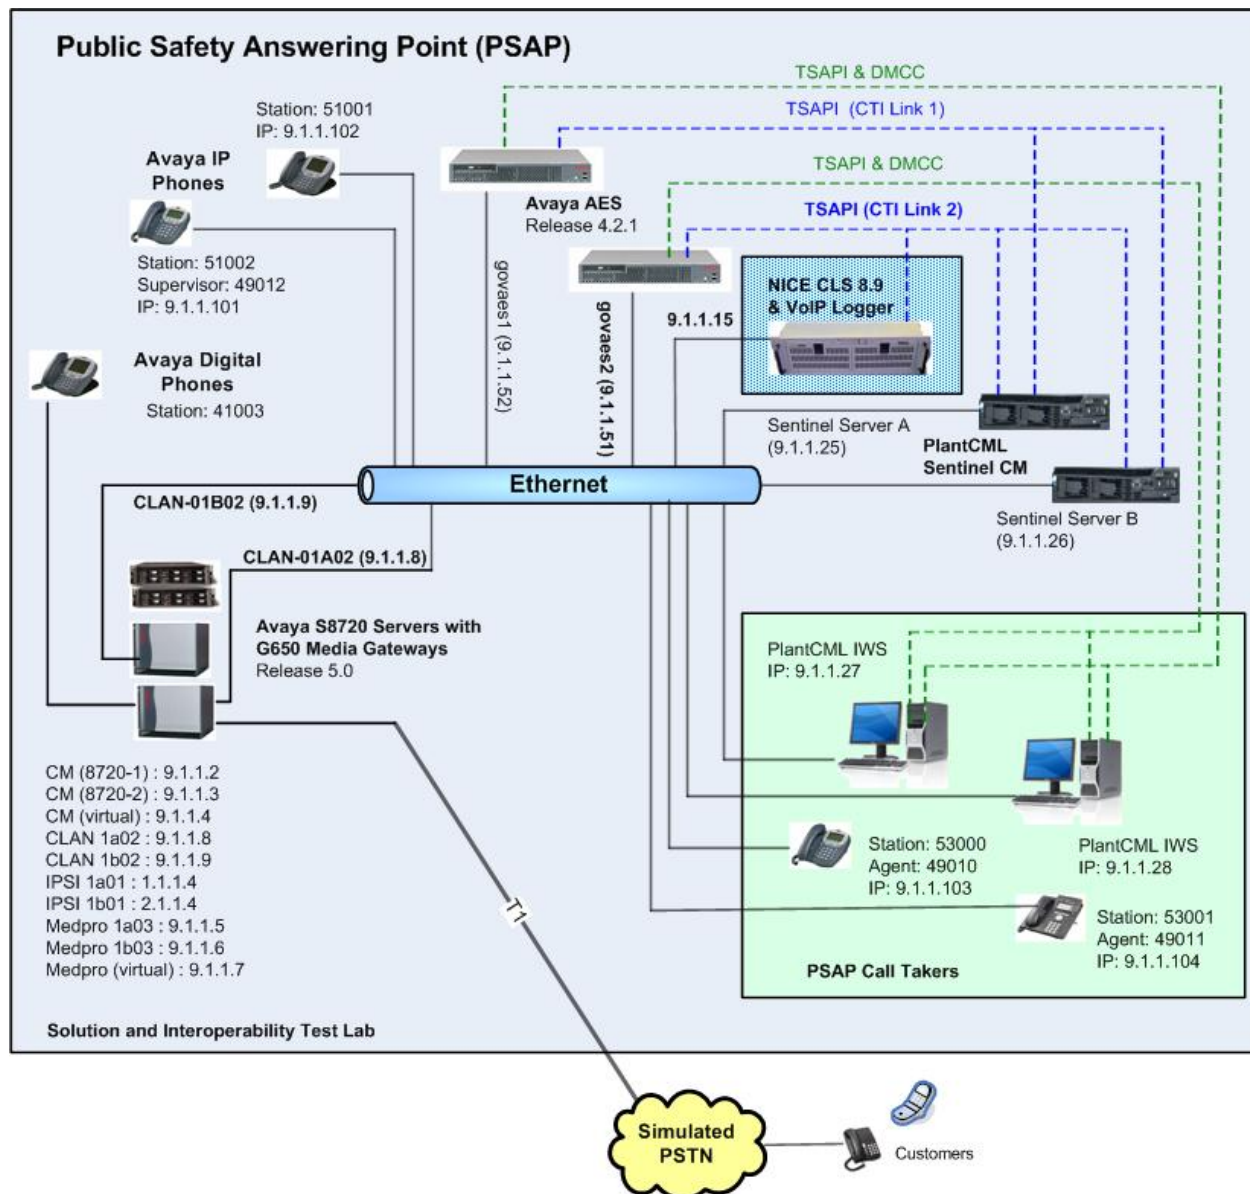 Public Safety Answering Point (PSAP)
TSAPI & DMCC
Station: 51001
IP: 9.1.1.102
TSAPI  (CTI Link 1)
Avaya IP
Phones
TSAPI & DMCC
Avaya AES
Release 4.2.1
TSAPI (CTI Link 2)
Station: 51002
Supervisor: 49012
IP: 9.1.1.101
govaes1 (9.1.1.52)
govaes2 (9.1.1.51)
NICE CLS 8.9
& VoIP Logger
9.1.1.15
Avaya Digital
Phones
Station: 41003
Sentinel Server A
(9.1.1.25)
PlantCML
Sentinel CM
Ethernet
CLAN-01B02 (9.1.1.9)
Sentinel Server B
(9.1.1.26)
CLAN-01A02 (9.1.1.8)
Avaya S8720 Servers with
G650 Media Gateways
Release 5.0
PlantCML IWS
IP: 9.1.1.27
CM (8720-1) : 9.1.1.2
CM (8720-2) : 9.1.1.3
CM (virtual) : 9.1.1.4
CLAN 1a02 : 9.1.1.8
CLAN 1b02 : 9.1.1.9
IPSI 1a01 : 1.1.1.4
IPSI 1b01 : 2.1.1.4
Medpro 1a03 : 9.1.1.5
Medpro 1b03 : 9.1.1.6
Medpro (virtual) : 9.1.1.7
Station: 53000
Agent: 49010
IP: 9.1.1.103
PlantCML IWS
IP: 9.1.1.28
T1
Station: 53001
Agent: 49011
IP: 9.1.1.104
PSAP Call Takers
Solution and Interoperability Test Lab
Simulated
PSTN
Customers